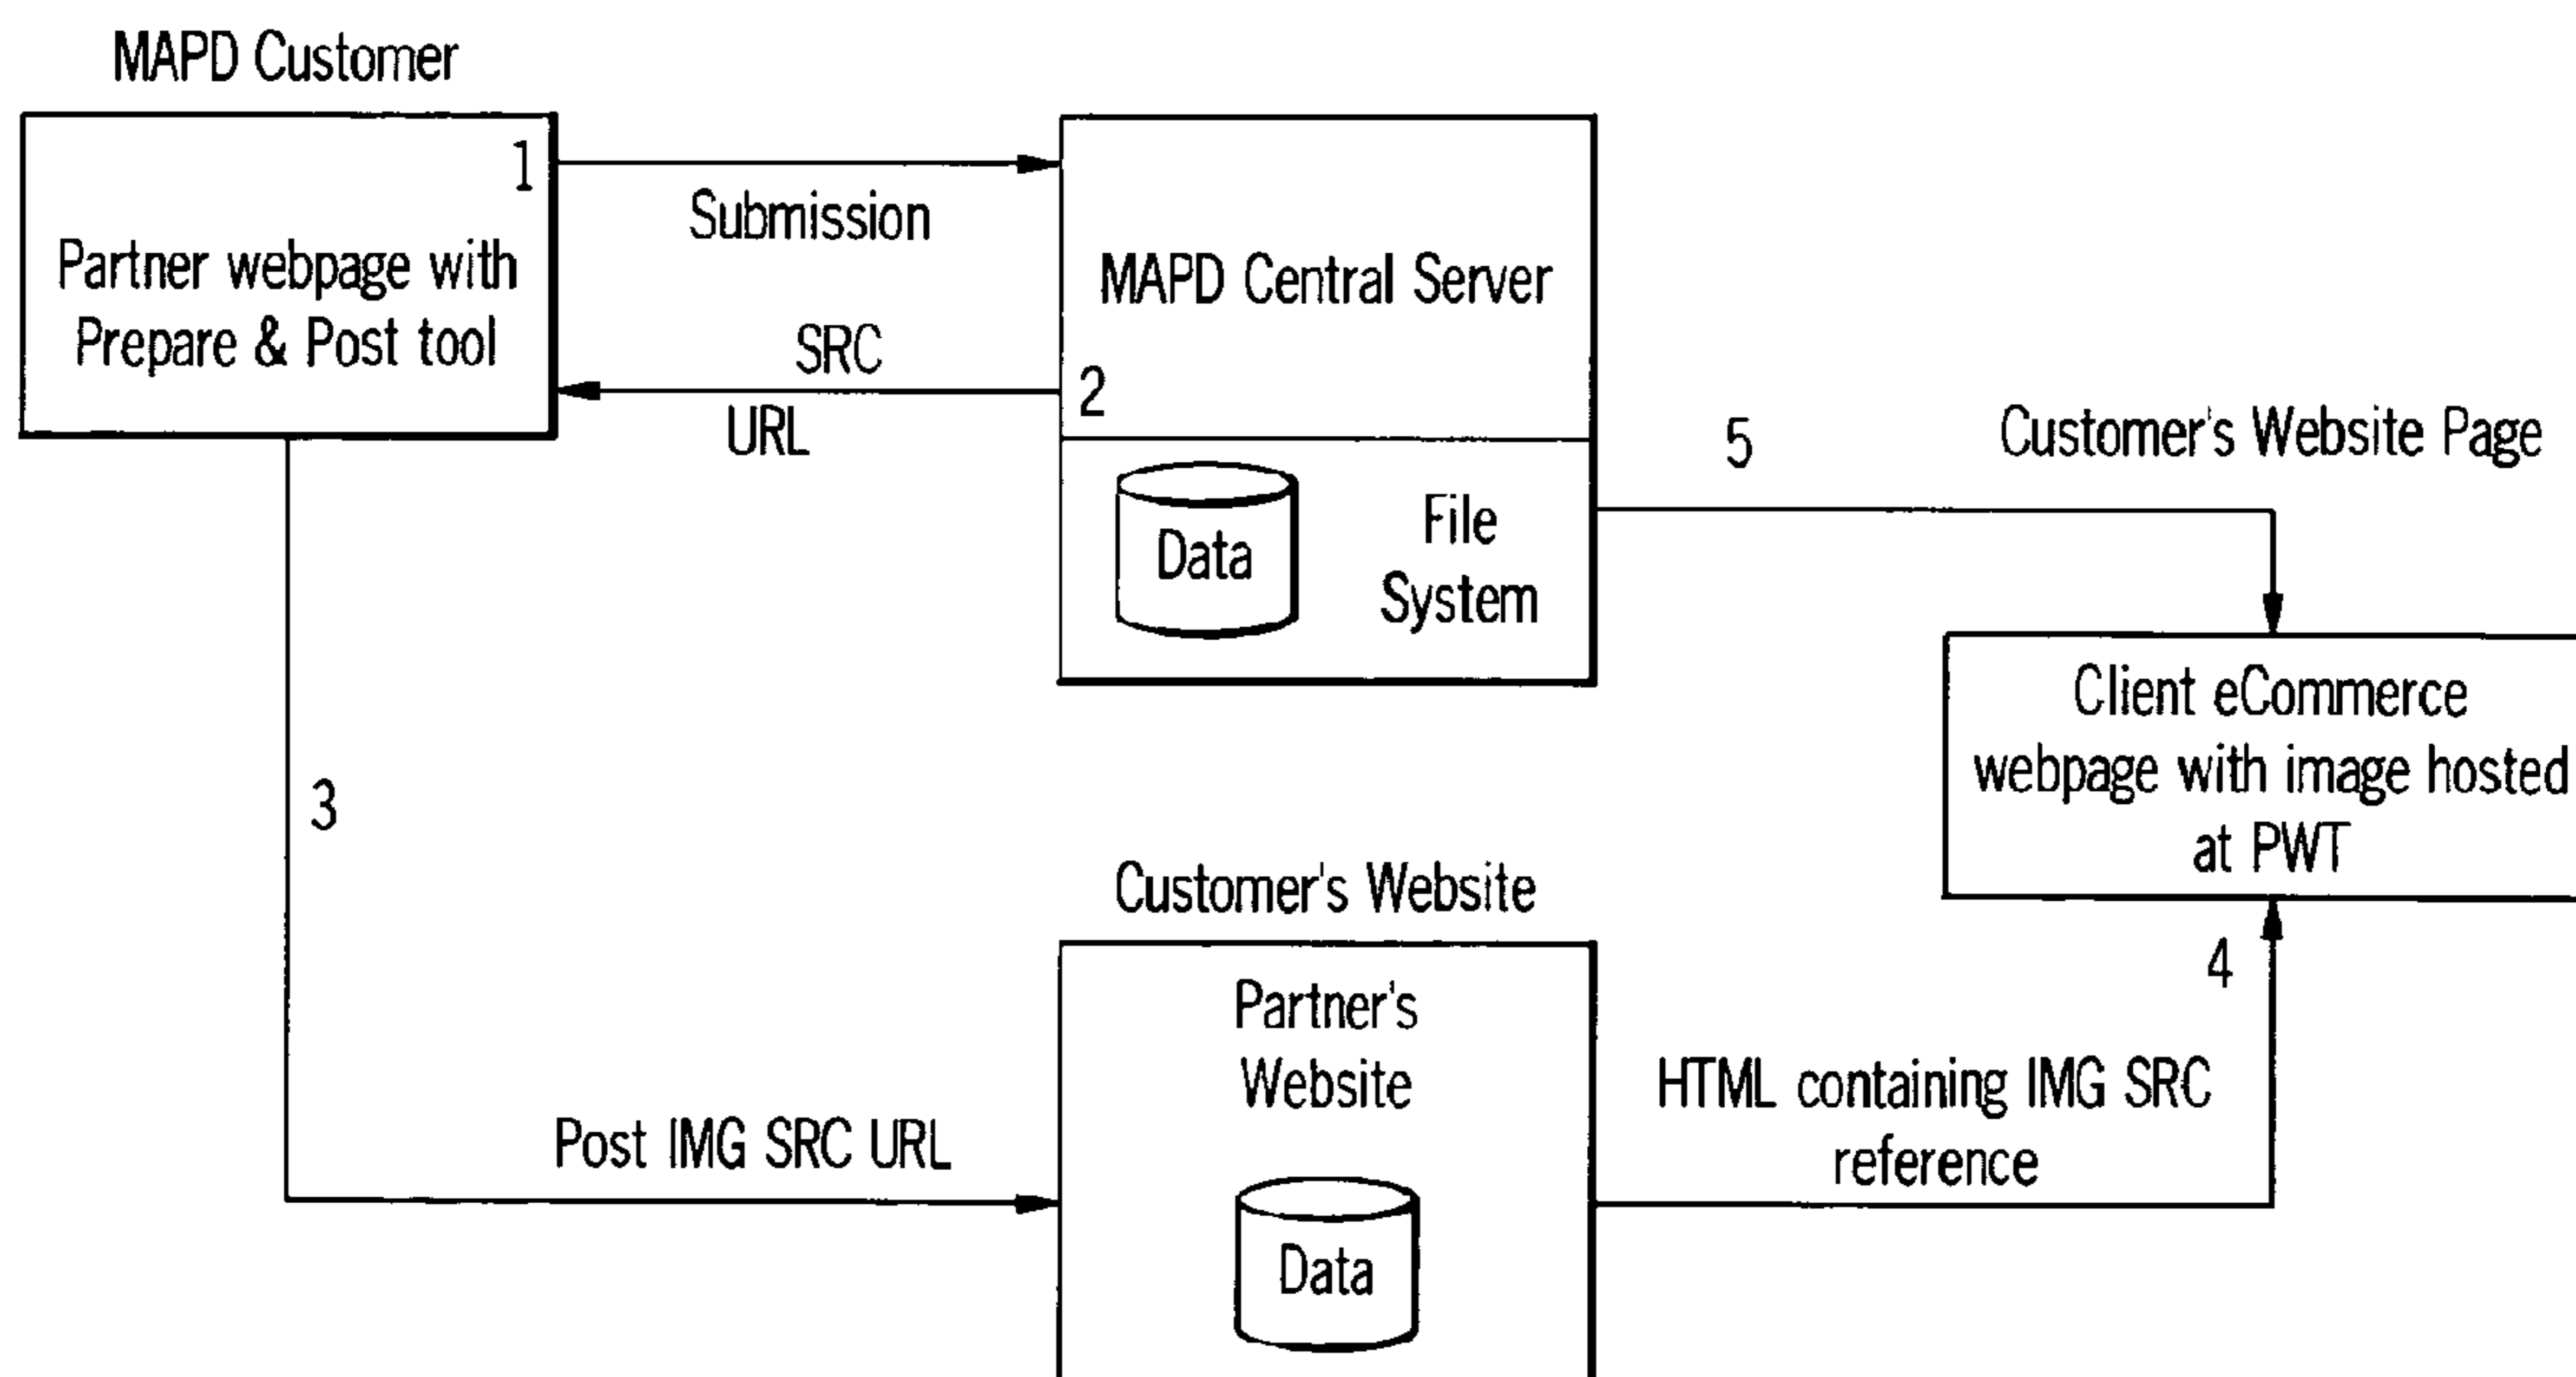 MAPD Customer
1
Partner webpage with
Prepare & Post tool
Submission
SRC
URL
MAPD Central Server
2
Data
File
System
5
Customer's Website Page
Client eCommerce
webpage with image hosted
at PWT
3
Post IMG SRC URL
Customer's Website
Partner's
Website
Data
HTML containing IMG SRC
reference
4